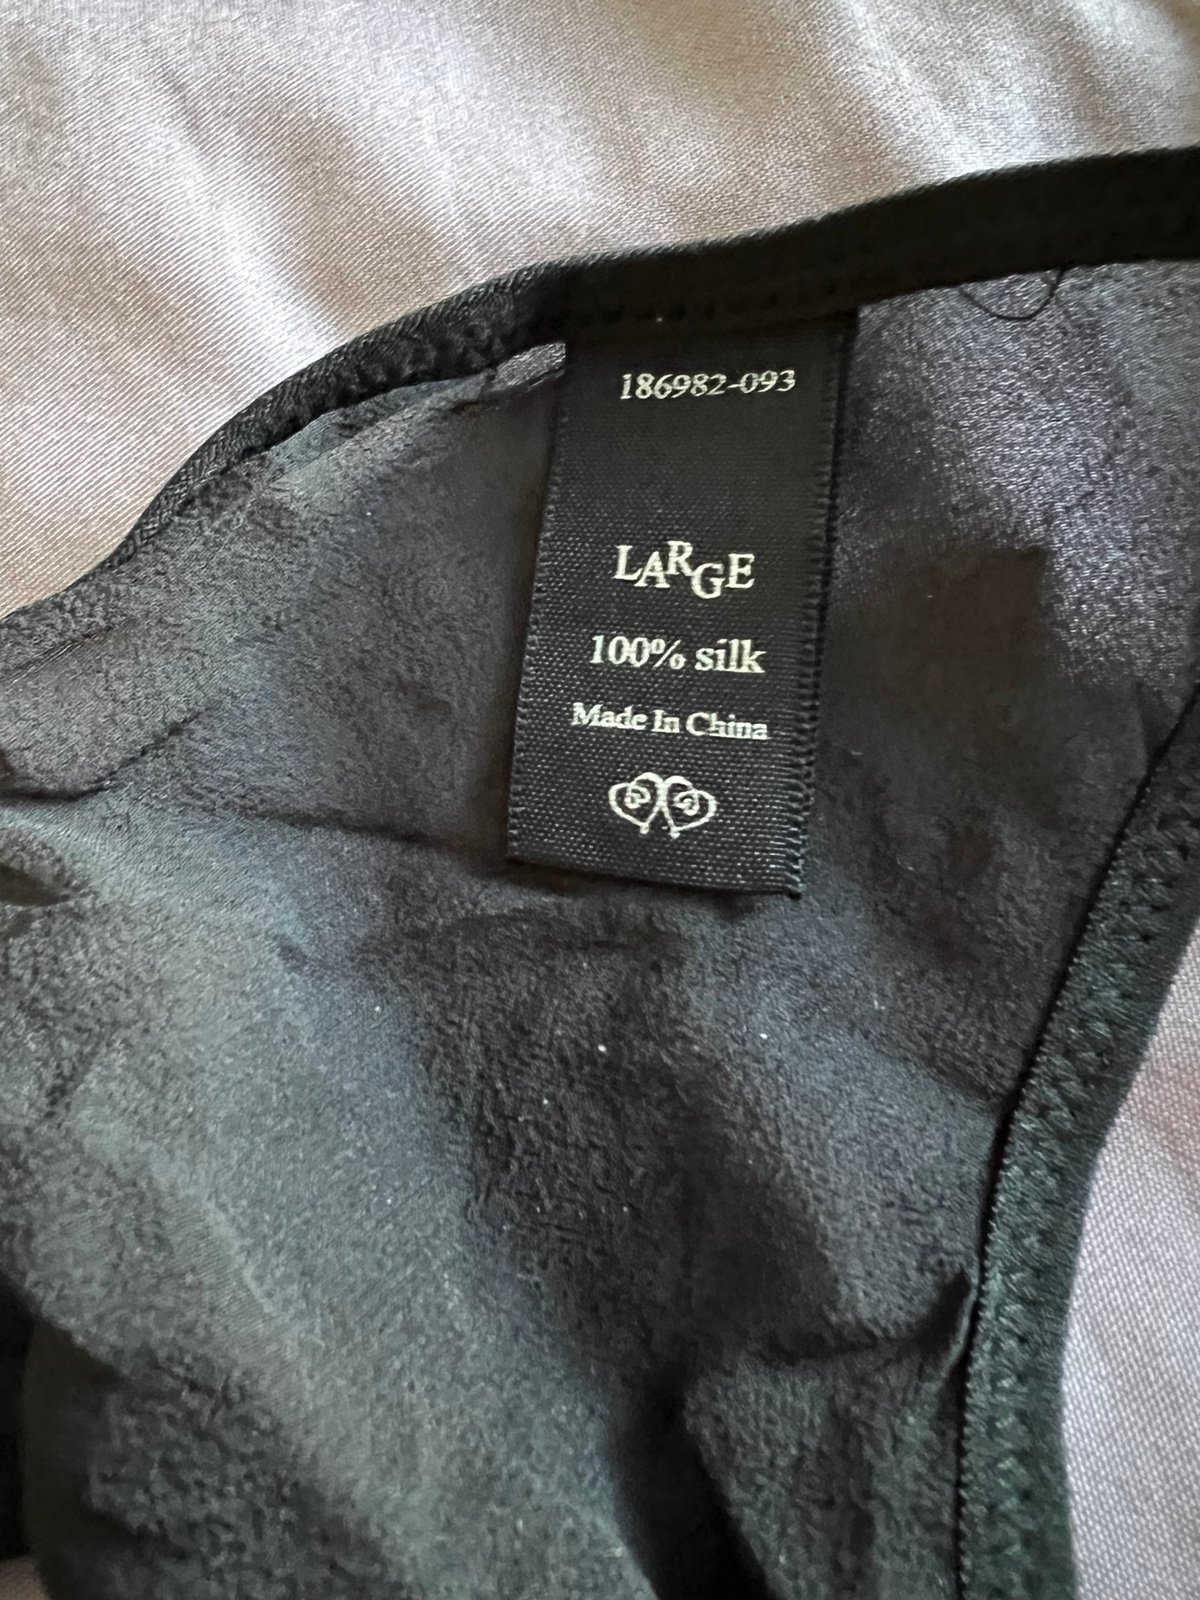 186982-093
LARGE
100% silk
Made In China